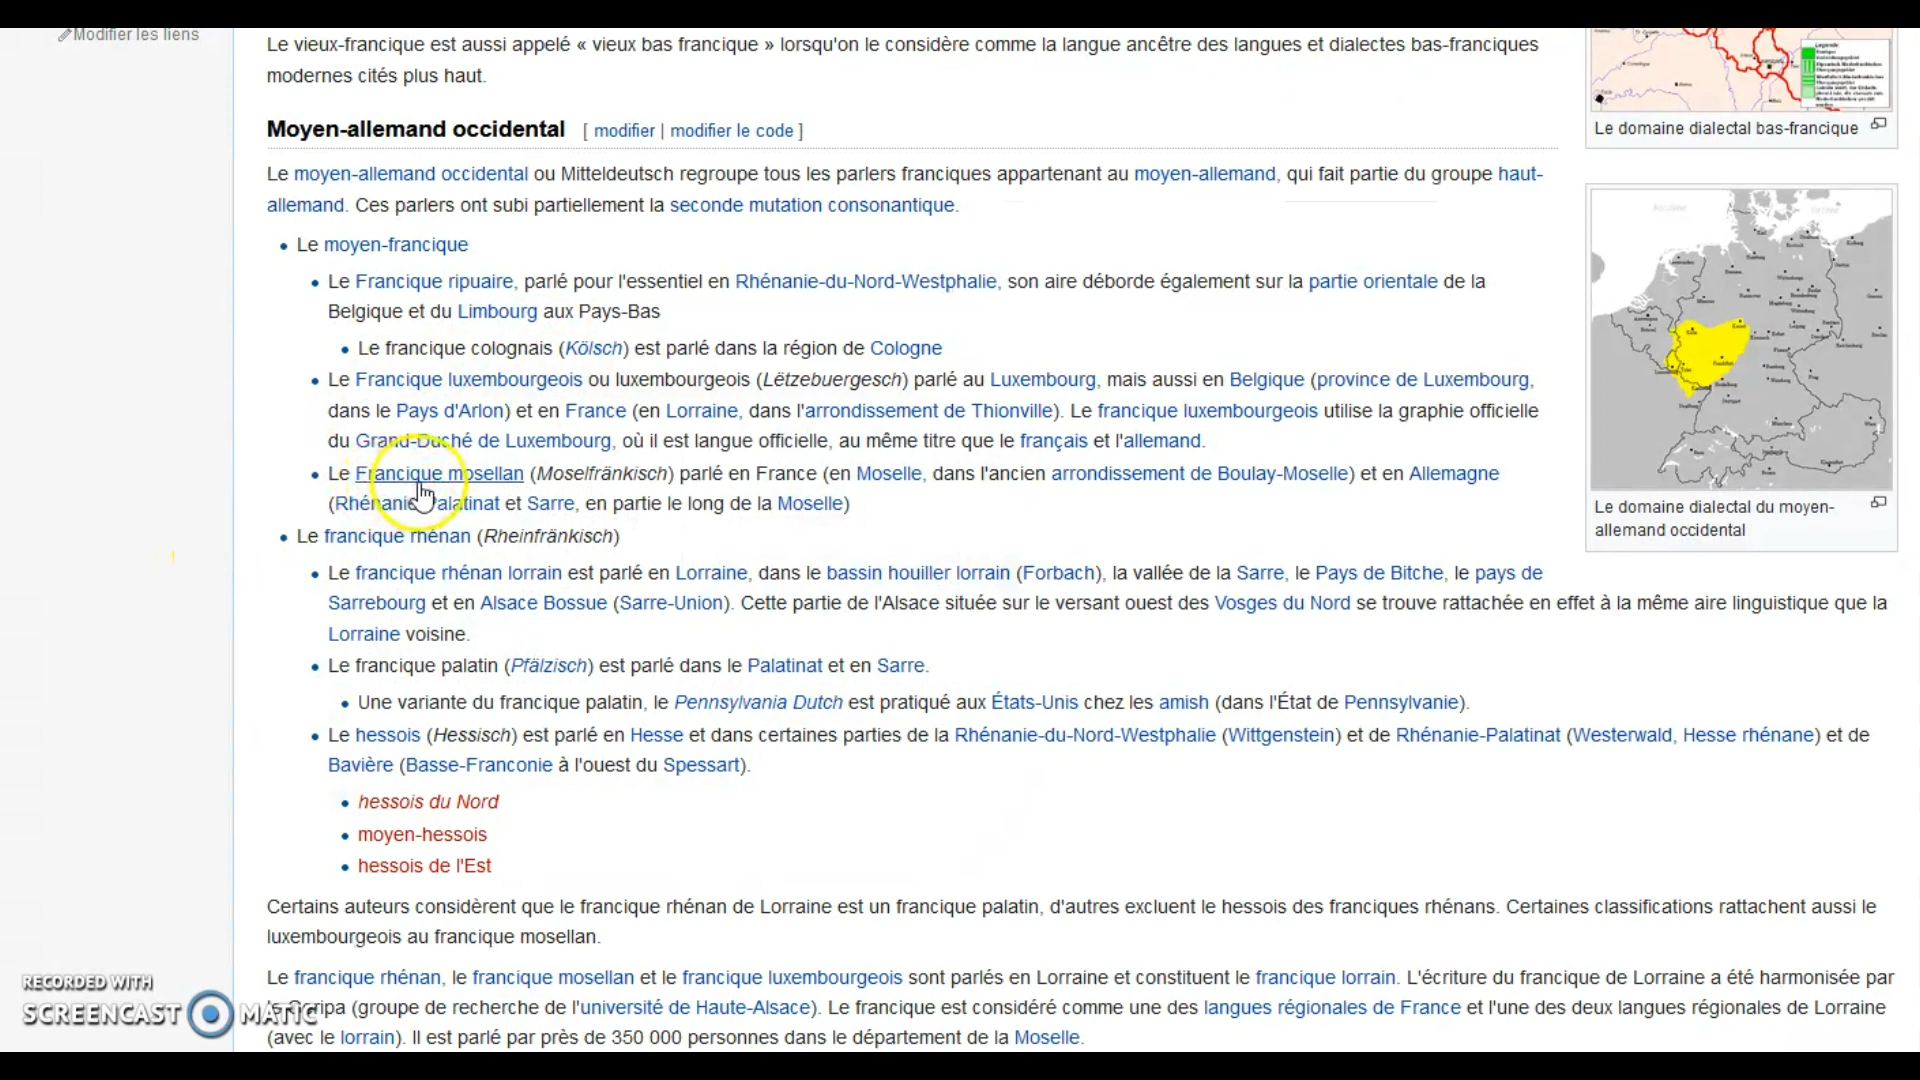 Modifier les liens
Le vieux-francique est aussi appelé « vieux bas francique » lorsqu'on le considère comme la langue ancêtre des langues et dialectes bas-franciques
modernes cités plus haut.
Le domaine dialectal bas-francique
Moyen-allemand occidental [ modifier | modifier le code ]
Le moyen-allemand occidental ou Mitteldeutsch regroupe tous les parlers franciques appartenant au moyen-allemand, qui fait partie du groupe haut-
allemand. Ces parlers ont subi partiellement la seconde mutation consonantique.
• Le moyen-francique
• Le Francique ripuaire, parlé pour l'essentiel en Rhénanie-du-Nord-Westphalie, son aire déborde également sur la partie orientale de la
Belgique et du Limbourg aux Pays-Bas
• Le francique colognais (Kölsch) est parlé dans la région de Cologne
• Le Francique luxembourgeois ou luxembourgeois (Lëtzebuergesch) parlé au Luxembourg, mais aussi en Belgique (province de Luxembourg,
dans le Pays d'Arlon) et en France (en Lorraine, dans l'arrondissement de Thionville). Le francique luxembourgeois utilise la graphie officielle
du Grand-Duché de Luxembourg, où il est langue officielle, au même titre que le français et l'allemand.
• Le Francique mosellan (Moselfränkisch) parlé en France (en Moselle, dans l'ancien arrondissement de Boulay-Moselle) et en Allemagne
(Rhénanie-Palatinat et Sarre, en partie le long de la Moselle)
Le domaine dialectal du moyen-
allemand occidental
• Le francique rhénan (Rheinfränkisch)
• Le francique rhénan lorrain est parlé en Lorraine, dans le bassin houiller lorrain (Forbach), la vallée de la Sarre, le Pays de Bitche, le pays de
Sarrebourg et en Alsace Bossue (Sarre-Union). Cette partie de l'Alsace située sur le versant ouest des Vosges du Nord se trouve rattachée en effet à la même aire linguistique que la
Lorraine voisine.
• Le francique palatin (Pfälzisch) est parlé dans le Palatinat et en Sarre.
• Une variante du francique palatin, le Pennsylvania Dutch est pratiqué aux États-Unis chez les amish (dans l'État de Pennsylvanie).
• Le hessois (Hessisch) est parlé en Hesse et dans certaines parties de la Rhénanie-du-Nord-Westphalie (Wittgenstein) et de Rhénanie-Palatinat (Westerwald, Hesse rhénane) et de
Bavière (Basse-Franconie à l'ouest du Spessart).
• hessois du Nord
• moyen-hessois
• hessois de l'Est
Certains auteurs considèrent que le francique rhénan de Lorraine est un francique palatin, d'autres excluent le hessois des franciques rhénans. Certaines classifications rattachent aussi le
luxembourgeois au francique mosellan.
Le francique rhénan, le francique mosellan et le francique luxembourgeois sont parlés en Lorraine et constituent le francique lorrain. L'écriture du francique de Lorraine a été harmonisée par
(groupe de recherche de l'université de Haute-Alsace). Le francique est considéré comme une des langues régionales de France et l'une des deux langues régionales de Lorraine
(avec le lorrain). Il est parlé par près de 350 000 personnes dans le département de la Moselle.
RECORDED WITH
SCREENCAST MATIC